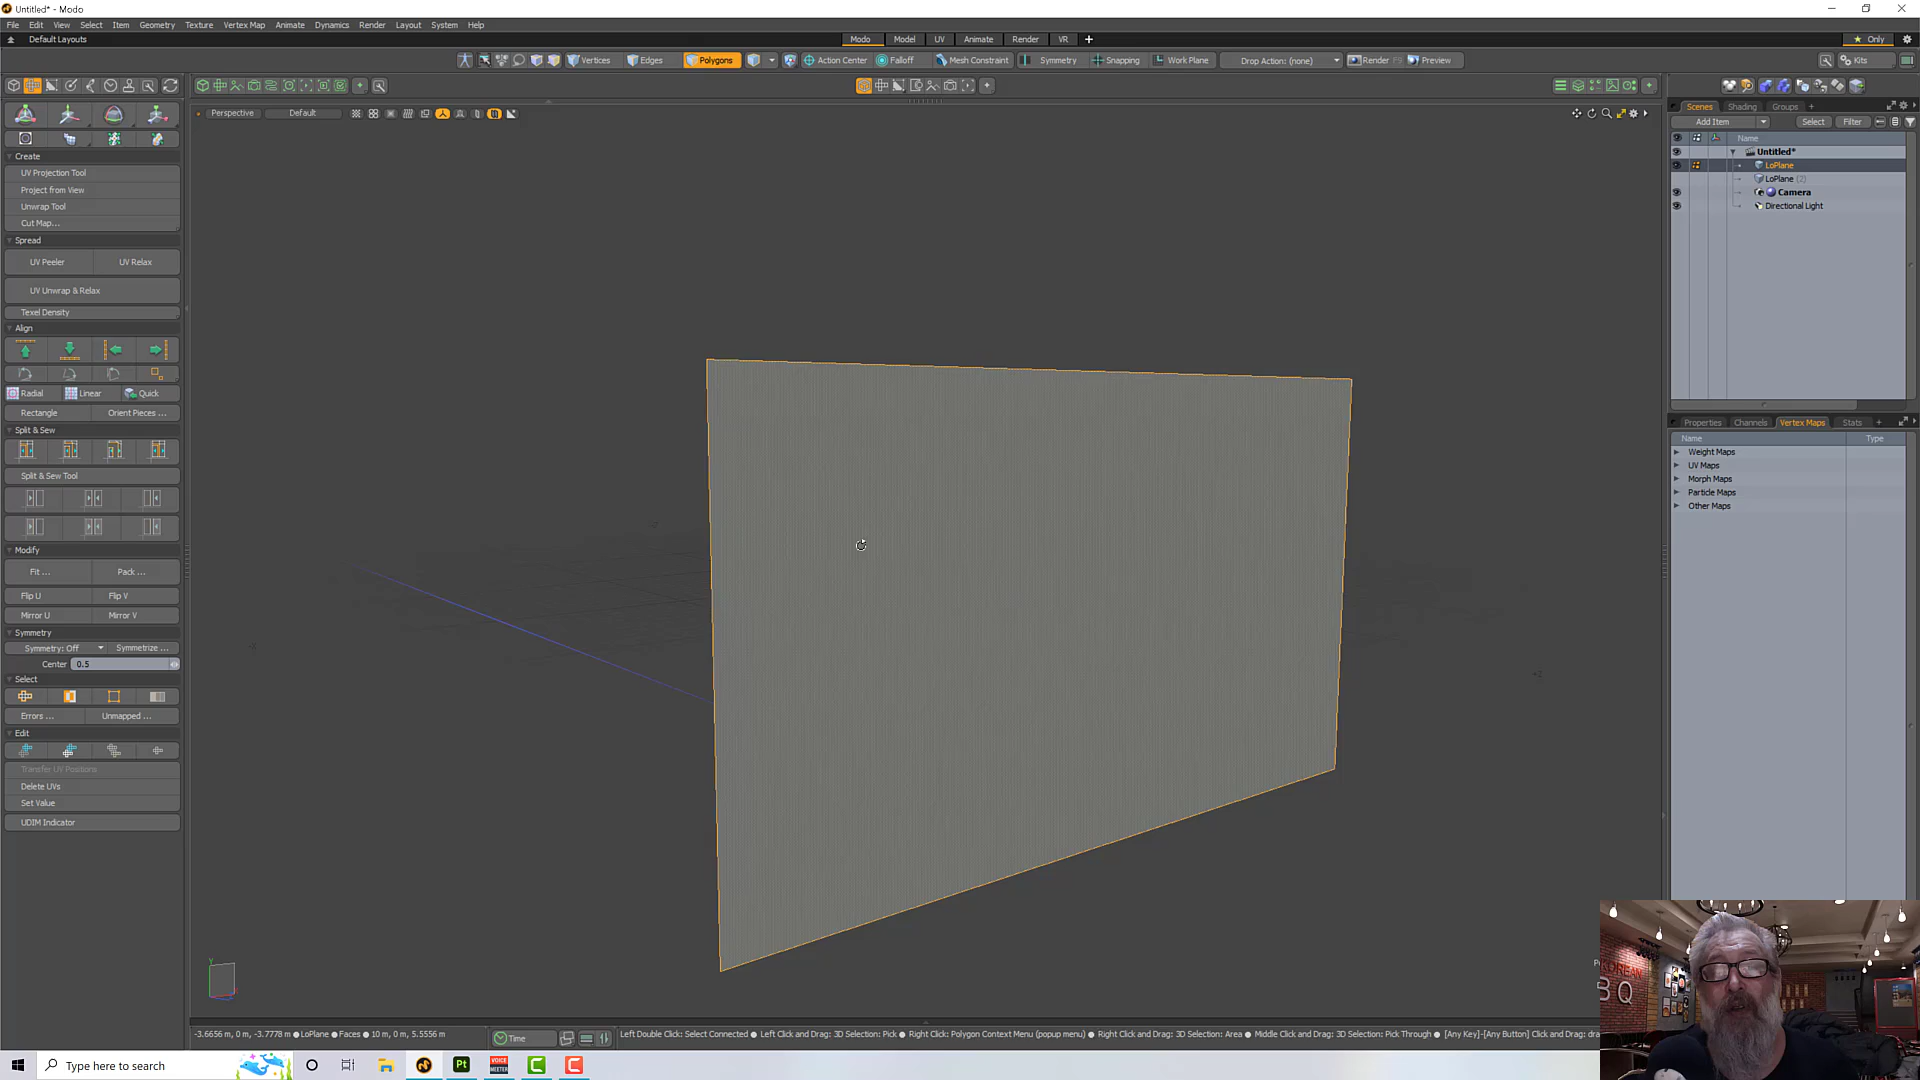 Untitled* - Modo
File Edit View Select Item Geometry Texture Vertex Map Animate Dynamics Render Layout System Help
Default Layouts
Modo Model UV Animate Render VR
Only
Vertices Edges Polygons Action Center Falloff Mesh Constraint Symmetry Snapping Work Plane Drop Action: (none) Render F9 Preview Kits
Perspective Default
Create
UV Projection Tool
Project from View
Unwrap Tool
Cut Map...
Spread
UV Peeler UV Relax
UV Unwrap & Relax
Texel Density
Align
Radial Linear Quick
Rectangle Orient Pieces ...
Split & Sew
Split & Sew Tool
Modify
Fit ... Pack ...
Flip U Flip V
Mirror U Mirror V
Symmetry
Symmetry: Off Symmetrize ...
Center 0.5
Select
Errors ... Unmapped ...
Edit
Transfer UV Positions
Delete UVs
Set Value
UDIM Indicator
Scenes Shading Groups
Add Item Select Filter
Name
Untitled*
LoPlane
LoPlane (2)
Camera
Directional Light
Properties Channels Vertex Maps Stats
Name Type
Weight Maps
UV Maps
Morph Maps
Particle Maps
Other Maps
KOREAN
BQ
-3.6656 m, 0 m, -3.7778 m ● LoPlane ● Faces ● 10 m, 0 m, 5.5556 m Time Left Double Click: Select Connected ● Left Click and Drag: 3D Selection: Pick ● Right Click: Polygon Context Menu (popup menu) ● Right Click and Drag: 3D Selection: Area ● Middle Click and Drag: 3D Selection: Pick Through ● [Any Key]-[Any Button] Click and Drag: dra
Type here to search
Pt
VOICE
MEETER